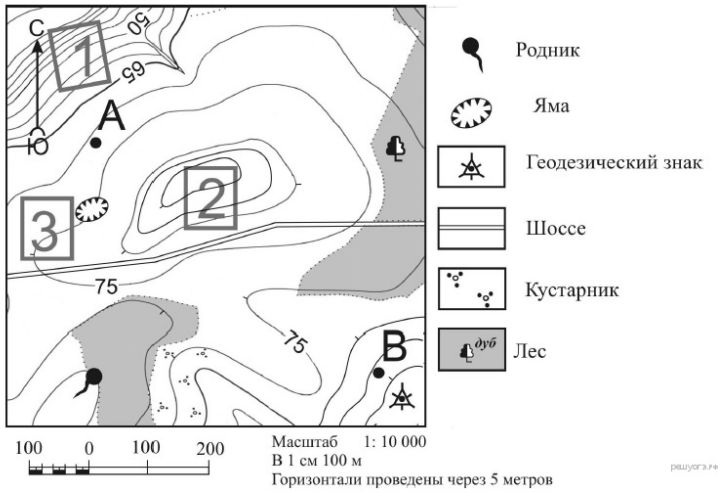 С
50
1
65
Ю
А
2
3
75
75
В
Родник
Яма
Геодезический знак
Шоссе
Кустарник
дуб Лес
100 0 100 200
Масштаб 1: 10 000
В 1 см 100 м
Горизонтали проведены через 5 метров
решуогэ.рф